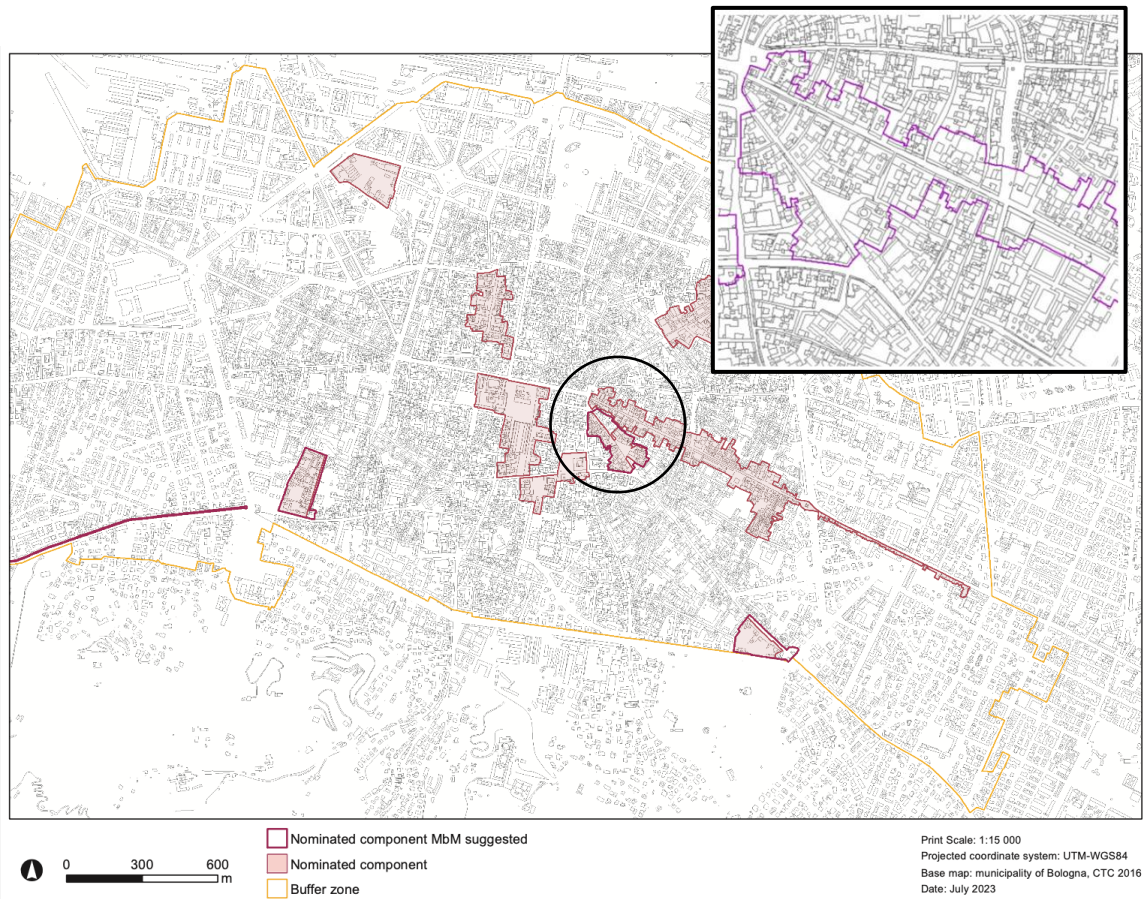 0 300 600
m
Nominated component MbM suggested
Nominated component
Buffer zone
Print Scale: 1:15 000
Projected coordinate system: UTM-WGS84
Base map: municipality of Bologna, CTC 2016
Date: July 2023